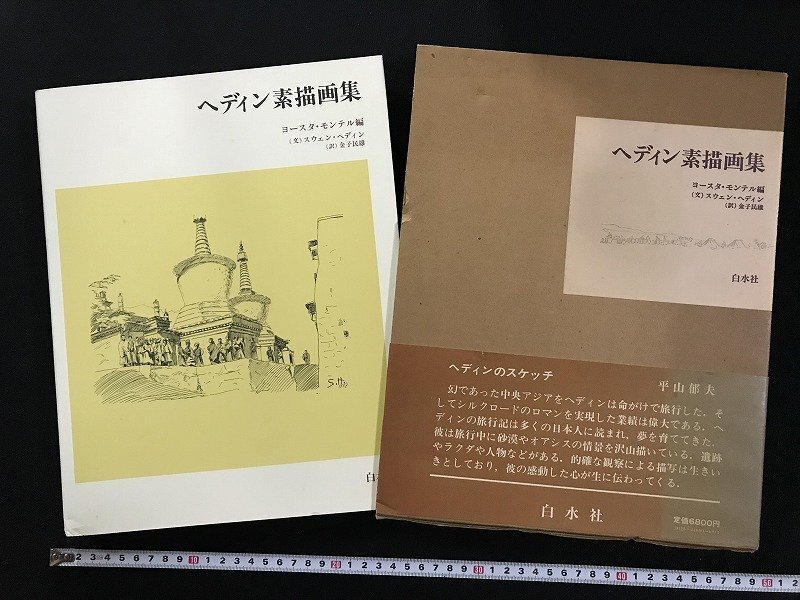 ヘディン素描画集
ヨースタ・モンテル編
(文)スウェン・ヘディン
(訳)金子民雄
白
ヘディン素描画集
ヨースタ・モンテル編
(文)スウェン・ヘディン
(訳)金子民雄
白水社
ヘディンのスケッチ
平山郁夫
幻であった中央アジアをヘディンは命がけで旅行した。そ
してシルクロードのロマンを実現した業績は偉大である。ヘ
ディンの旅行記は多くの日本人に読まれ、夢を育ててきた。
彼は旅行中に砂漠やオアシスの情景を沢山描いている。遺跡
やラクダや人物などがある。的確な観察による描写は生きい
きとしており、彼の感動した心が生に伝わってくる。
白水社
定価6800円